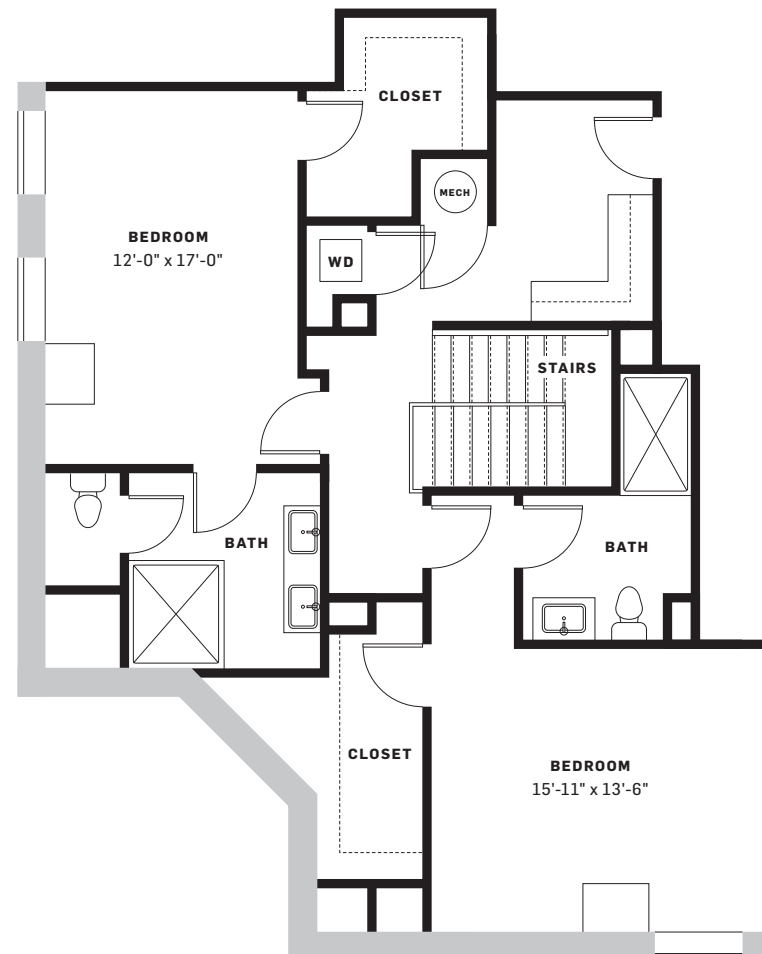 CLOSET
MECH
BEDROOM
12'-0" x 17'-0"
WD
STAIRS
BATH
BATH
CLOSET
BEDROOM
15'-11" x 13'-6"